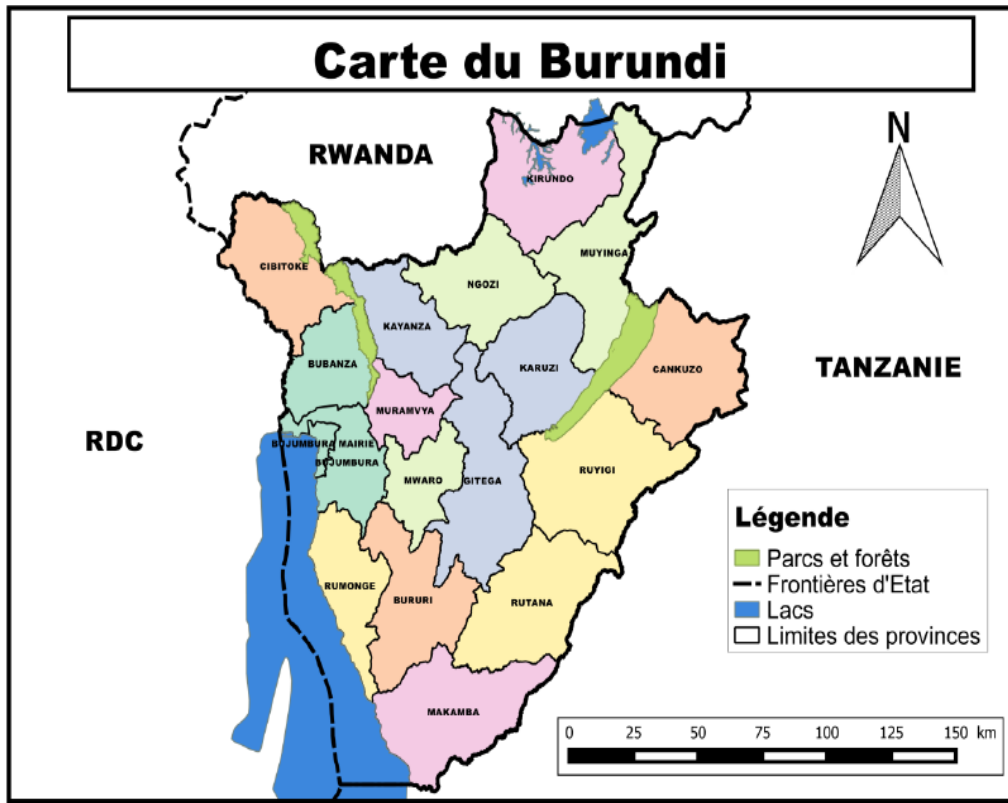 Carte du Burundi
RWANDA
N
KIRUNDO
MUYINGA
CIBITOKE
NGOZI
KAYANZA
BUBANZA
KARUZI
CANKUZO
TANZANIE
MURAMVYA
RDC
BUJUMBURA MAIRIE
BUJUMBURA
MWARO
GITEGA
RUYIGI
RUMONGE
BURURI
RUTANA
MAKAMBA
Légende
Parcs et forêts
Frontières d'Etat
Lacs
Limites des provinces
0 25 50 75 100 125 150 km